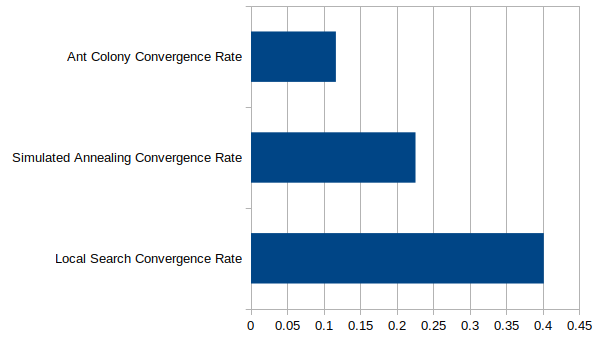 Ant Colony Convergence Rate
Simulated Annealing Convergence Rate
Local Search Convergence Rate
0 0.05 0.1 0.15 0.2 0.25 0.3 0.35 0.4 0.45